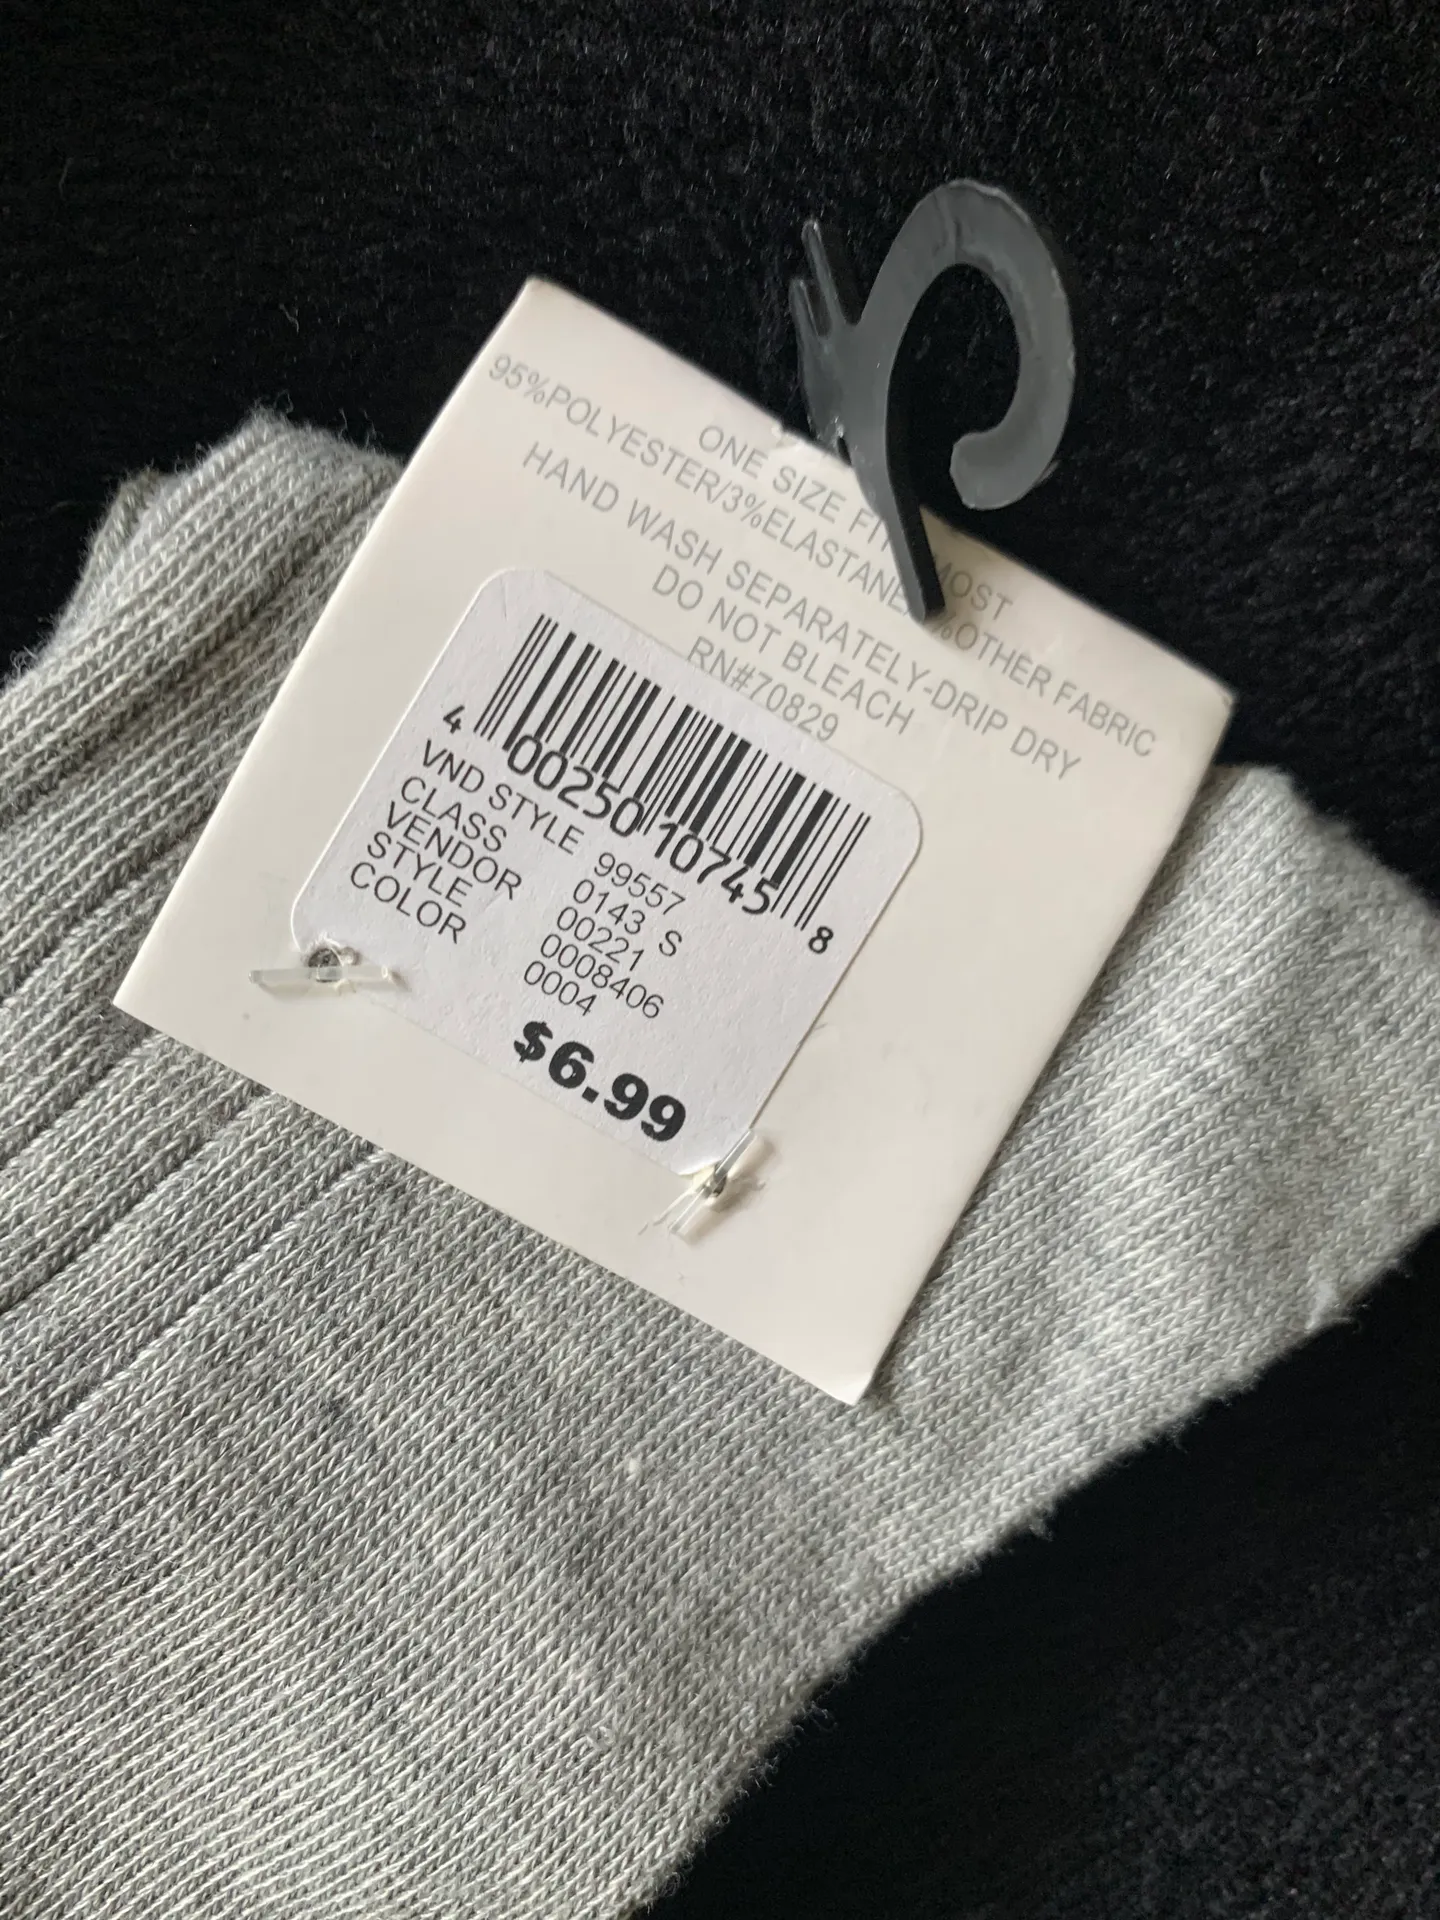 ONE SIZE FI MOST
95%POLYESTER/3%ELASTANE %OTHER FABRIC
HAND WASH SEPARATELY-DRIP DRY
DO NOT BLEACH
RN#70829
4 00250 10745 8
VND STYLE 99557
CLASS 0143 S
VENDOR 00221
STYLE 0008406
COLOR 0004
$6.99